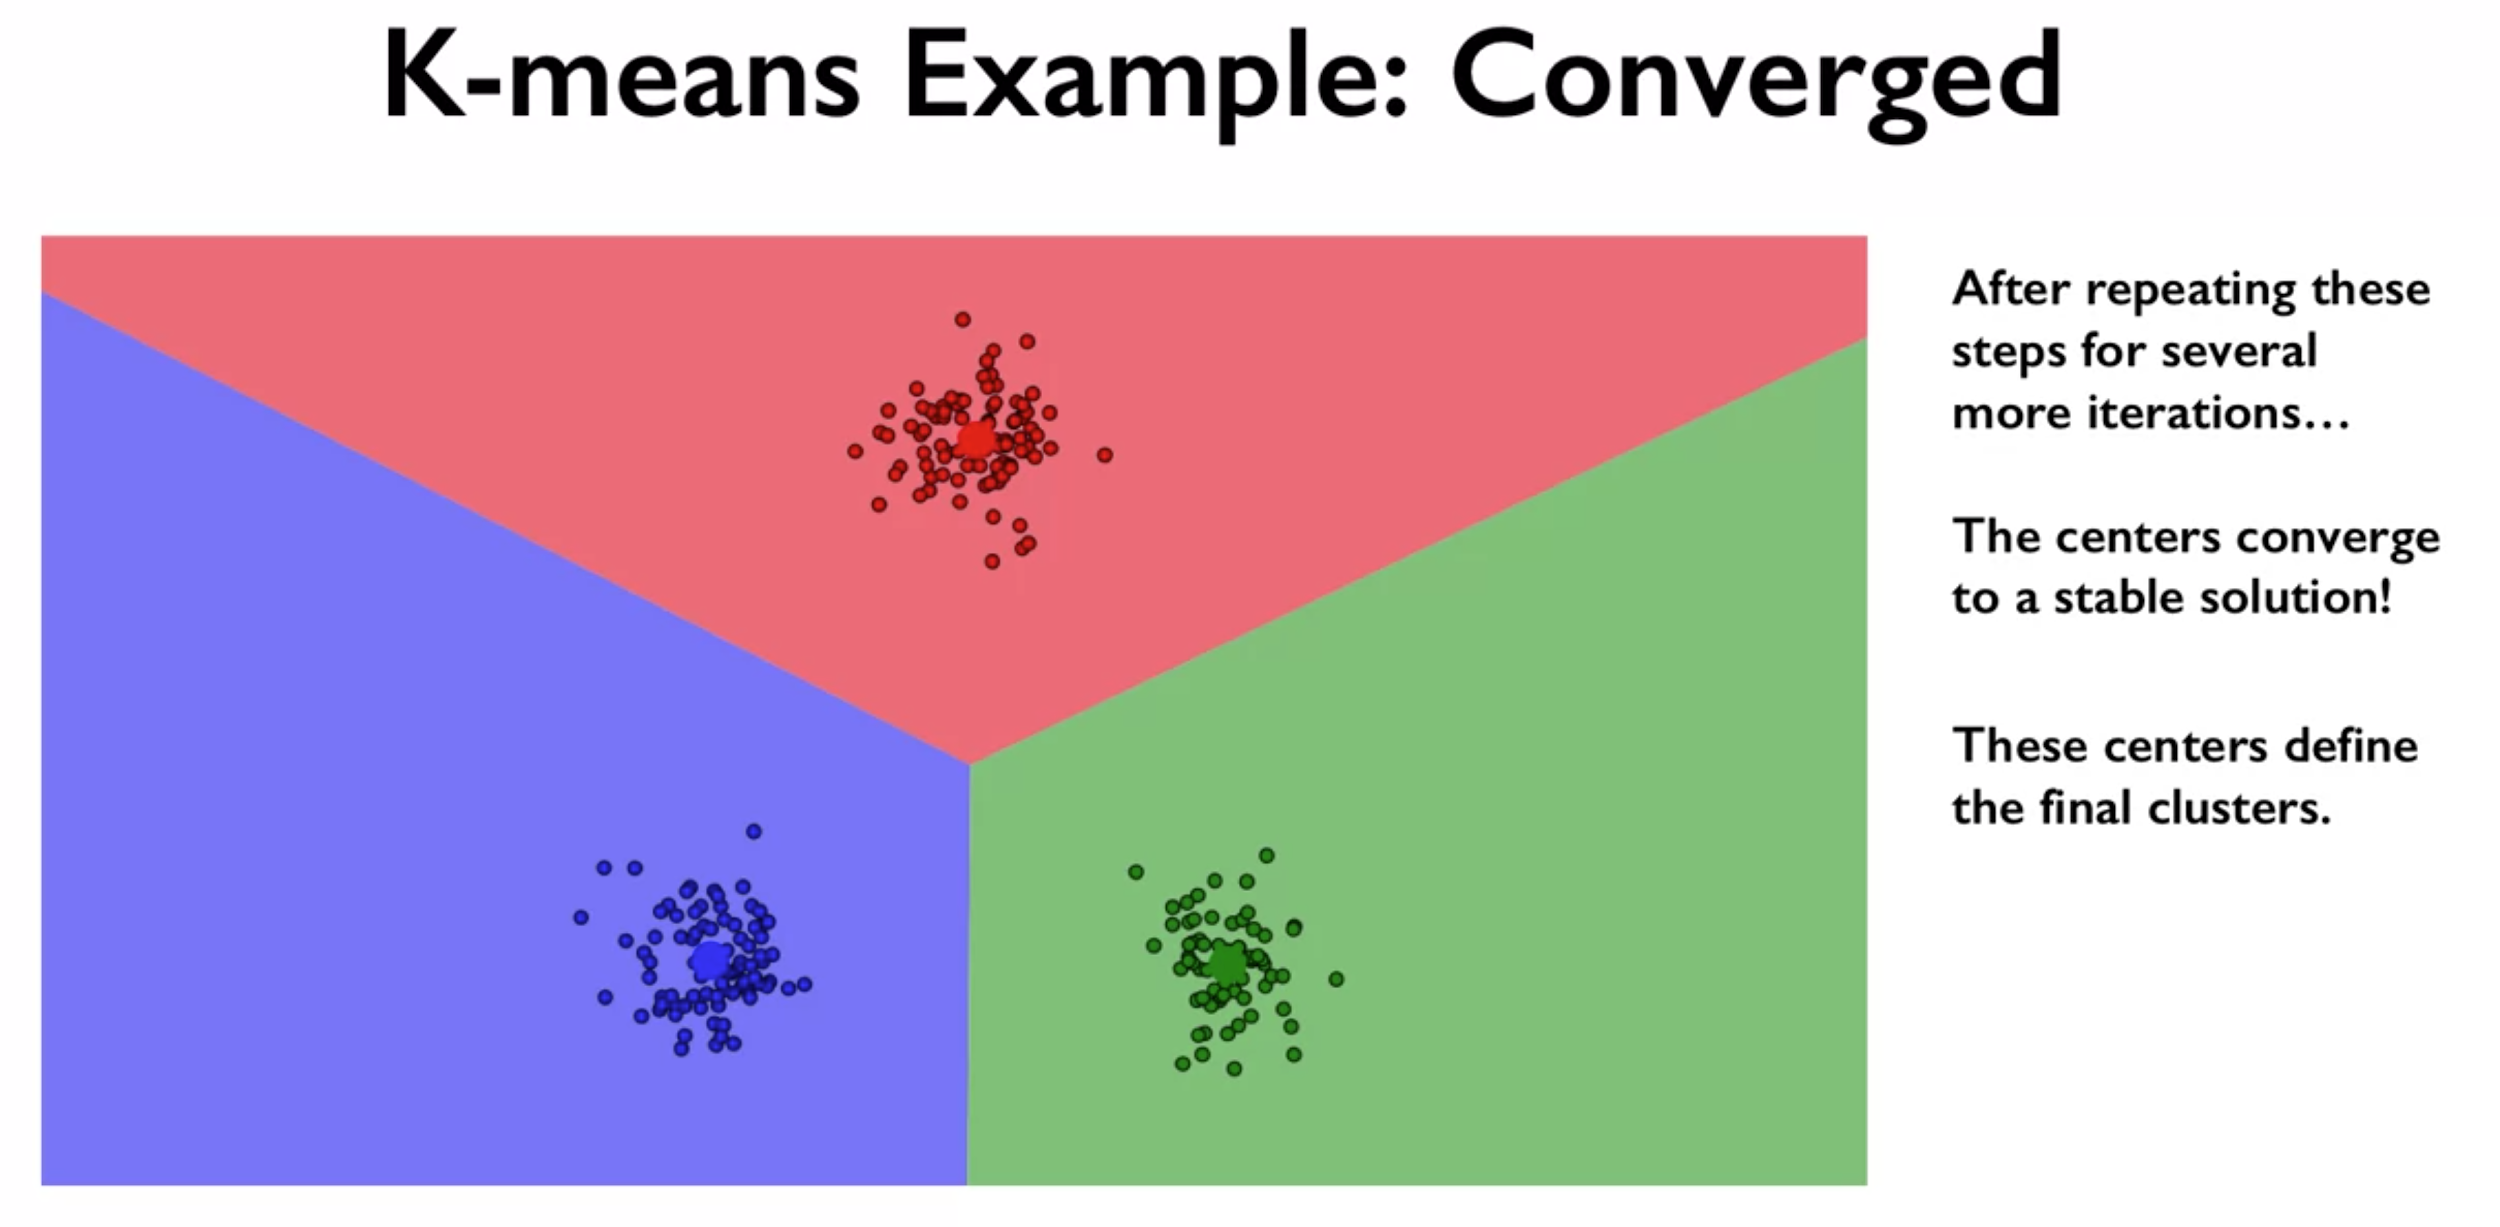 K-means Example: Converged
After repeating these
steps for several
more iterations…
The centers converge
to a stable solution!
These centers define
the final clusters.